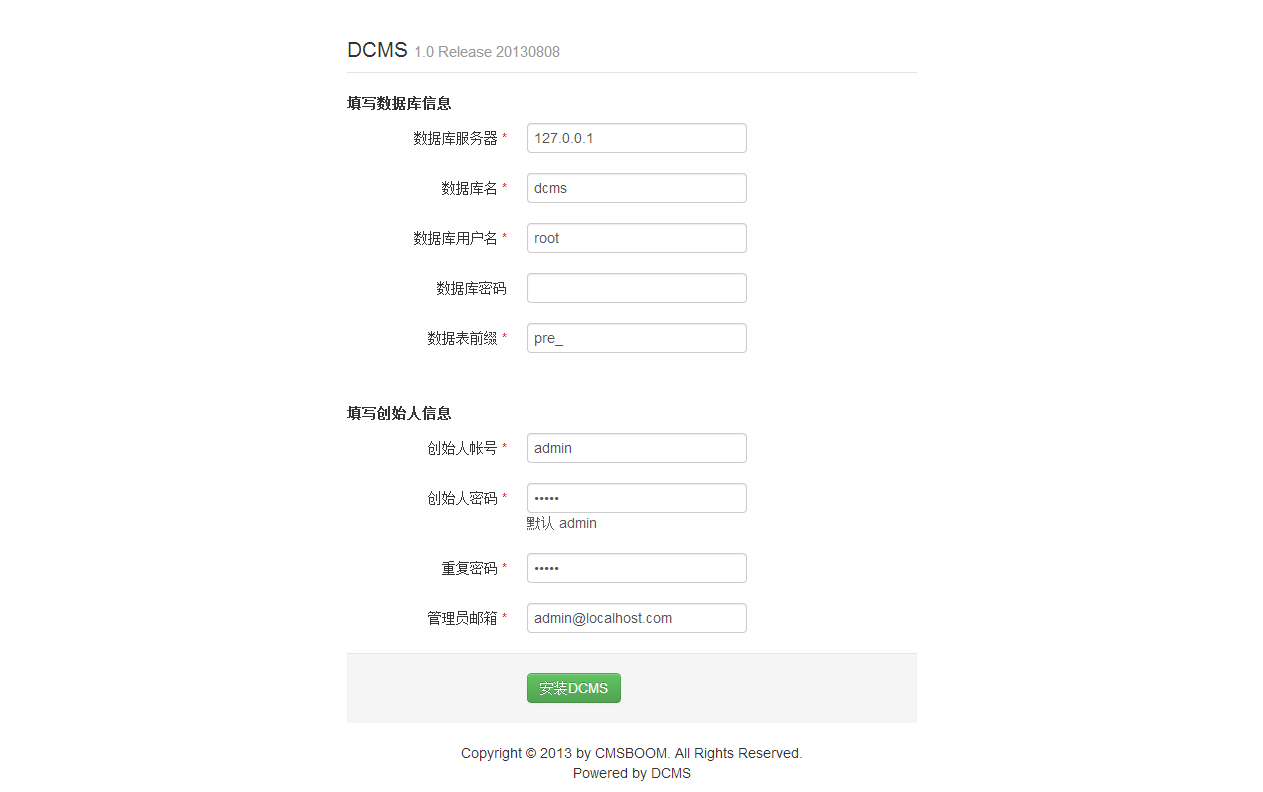 DCMS 1.0 Release 20130808
填写数据库信息
数据库服务器 * 127.0.0.1
数据库名 * dcms
数据库用户名 * root
数据库密码
数据表前缀 * pre_
填写创始人信息
创始人帐号 * admin
创始人密码 * •••••
默认 admin
重复密码 * •••••
管理员邮箱 * admin@localhost.com
安装DCMS
Copyright © 2013 by CMSBOOM. All Rights Reserved.
Powered by DCMS